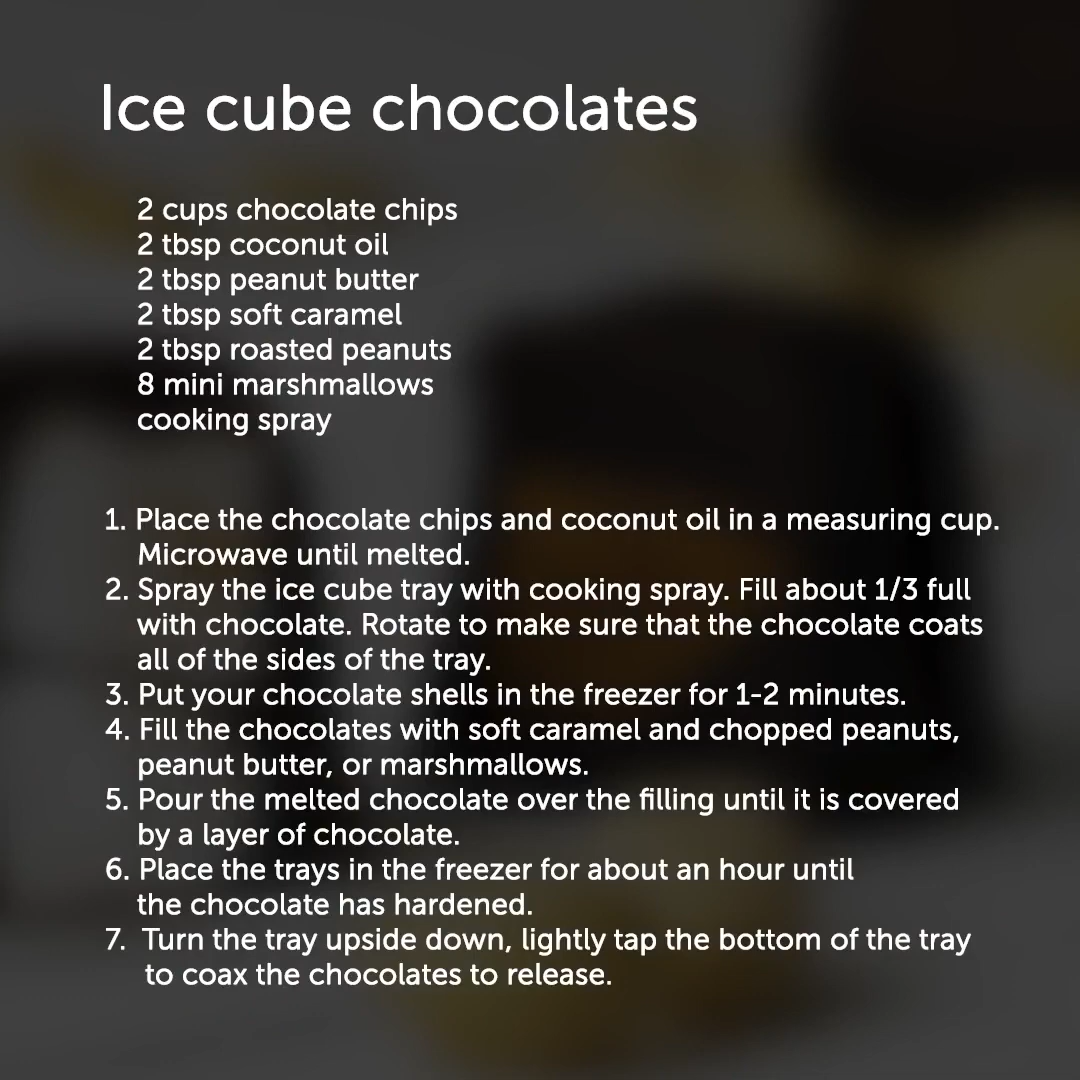 Ice cube chocolates
2 cups chocolate chips
2 tbsp coconut oil
2 tbsp peanut butter
2 tbsp soft caramel
2 tbsp roasted peanuts
8 mini marshmallows
cooking spray
1. Place the chocolate chips and coconut oil in a measuring cup.
Microwave until melted.
2. Spray the ice cube tray with cooking spray. Fill about 1/3 full
with chocolate. Rotate to make sure that the chocolate coats
all of the sides of the tray.
3. Put your chocolate shells in the freezer for 1-2 minutes.
4. Fill the chocolates with soft caramel and chopped peanuts,
peanut butter, or marshmallows.
5. Pour the melted chocolate over the filling until it is covered
by a layer of chocolate.
6. Place the trays in the freezer for about an hour until
the chocolate has hardened.
7. Turn the tray upside down, lightly tap the bottom of the tray
to coax the chocolates to release.